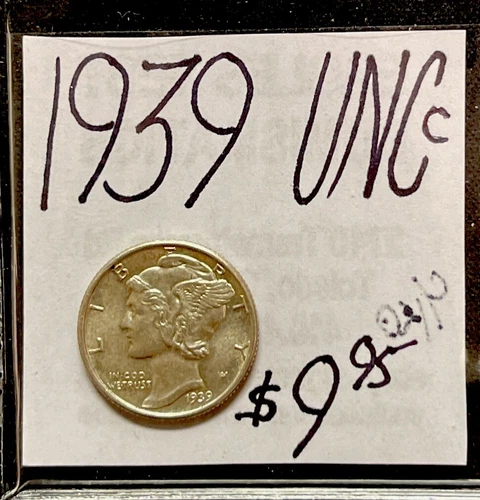 1939 UNC
LIBERTY
IN GOD
WE TRUST
1939
$9.95